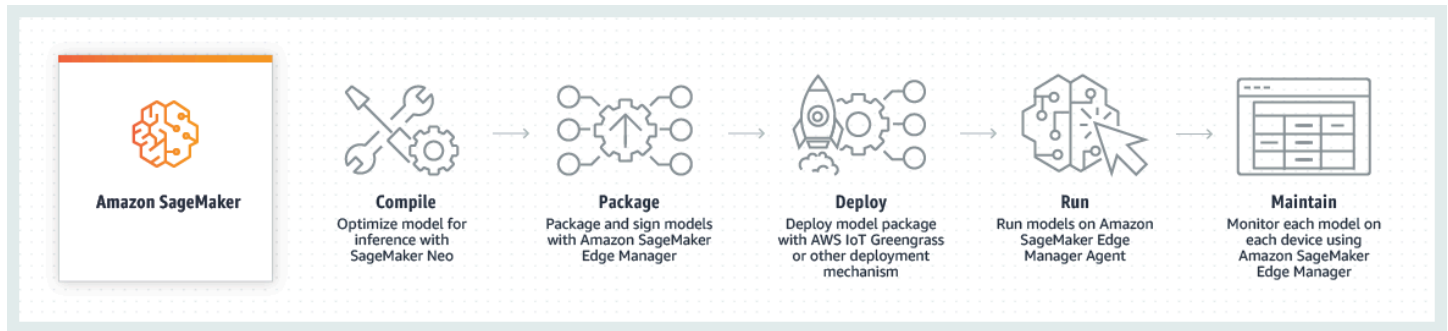 Amazon SageMaker
Compile
Optimize model for
inference with
SageMaker Neo
Package
Package and sign models
with Amazon SageMaker
Edge Manager
Deploy
Deploy model package
with AWS IoT Greengrass
or other deployment
mechanism
Run
Run models on Amazon
SageMaker Edge
Manager Agent
Maintain
Monitor each model on
each device using
Amazon SageMaker
Edge Manager